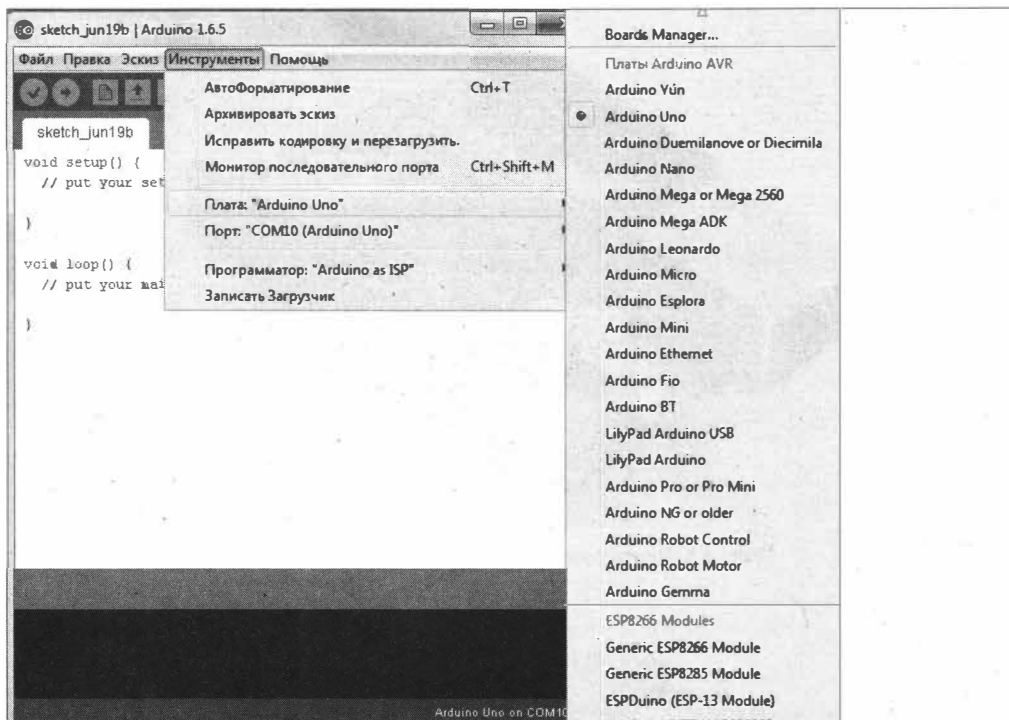 sketch_jun19b | Arduino 1.6.5
Файл Правка Эскиз Инструменты Помощь
sketch_jun19b
void setup() {
// put your set
}
void loop() {
// put your mai
}
АвтоФорматирование Ctrl+T
Архивировать эскиз
Исправить кодировку и перезагрузить.
Монитор последовательного порта Ctrl+Shift+M
Плата: "Arduino Uno"
Порт: "COM10 (Arduino Uno)"
Программатор: "Arduino as ISP"
Записать Загрузчик
Boards Manager...
Платы Arduino AVR
Arduino Yún
Arduino Uno
Arduino Duemilanove or Diecimila
Arduino Nano
Arduino Mega or Mega 2560
Arduino Mega ADK
Arduino Leonardo
Arduino Micro
Arduino Esplora
Arduino Mini
Arduino Ethernet
Arduino Fio
Arduino BT
LilyPad Arduino USB
LilyPad Arduino
Arduino Pro or Pro Mini
Arduino NG or older
Arduino Robot Control
Arduino Robot Motor
Arduino Gemma
ESP8266 Modules
Generic ESP8266 Module
Generic ESP8285 Module
ESPDuino (ESP-13 Module)
Arduino Uno on COM10